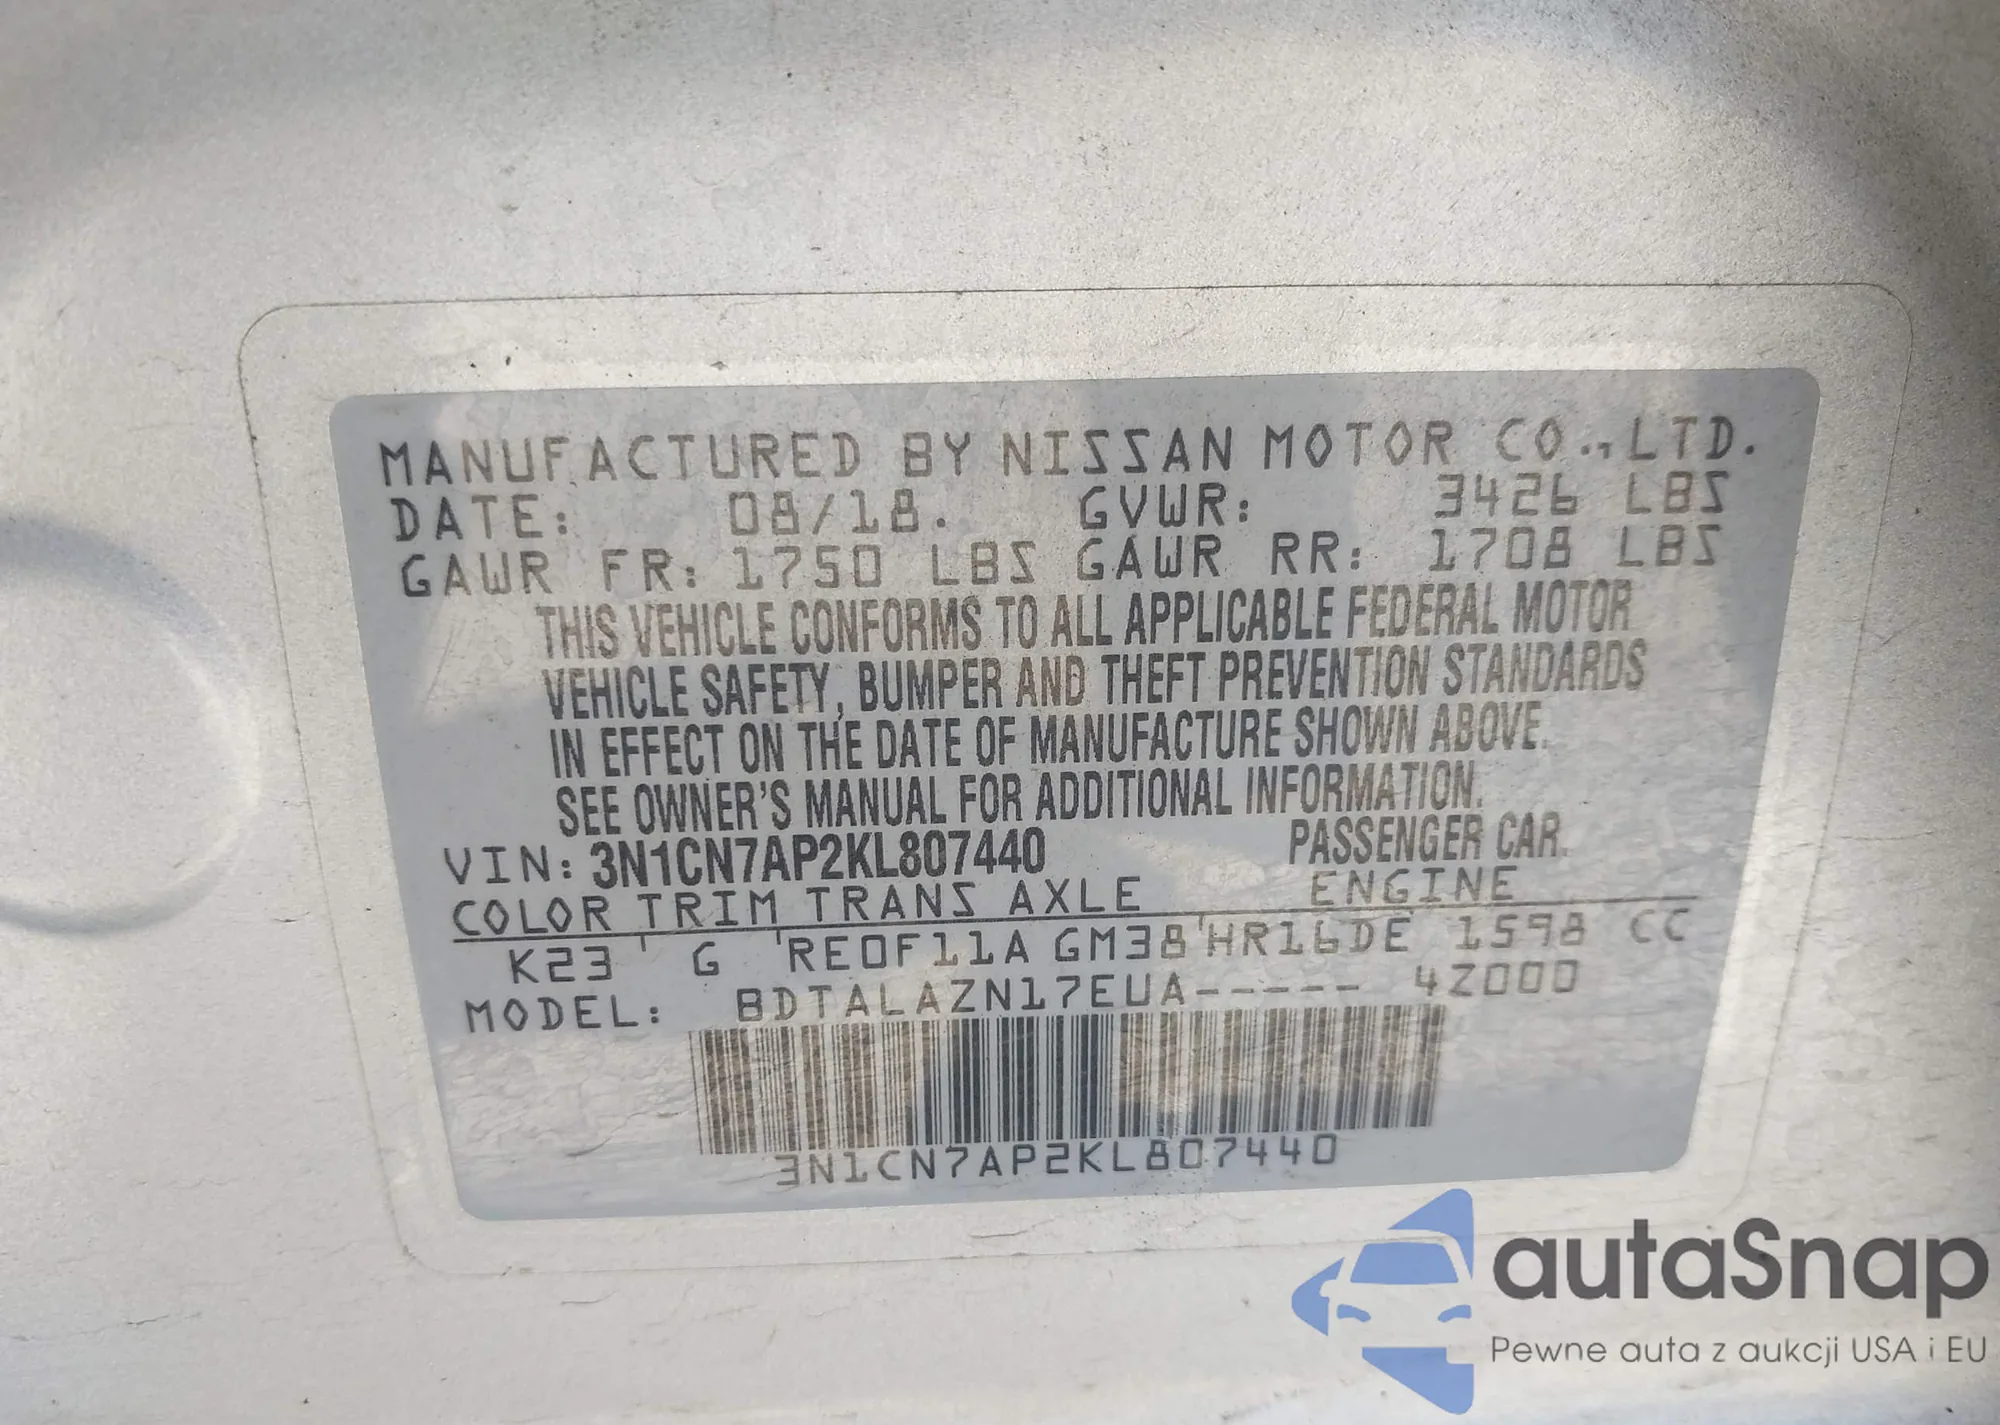 MANUFACTURED BY NISSAN MOTOR CO.,LTD.
DATE: 08/18. GVWR: 3426 LBS
GAWR FR: 1750 LBS GAWR RR: 1708 LBS
THIS VEHICLE CONFORMS TO ALL APPLICABLE FEDERAL MOTOR
VEHICLE SAFETY, BUMPER AND THEFT PREVENTION STANDARDS
IN EFFECT ON THE DATE OF MANUFACTURE SHOWN ABOVE.
SEE OWNER'S MANUAL FOR ADDITIONAL INFORMATION.
VIN: 3N1CN7AP2KL807440 PASSENGER CAR.
COLOR TRIM TRANS AXLE ENGINE
K23 G RE0F11A GM38 HR16DE 1598 CC
MODEL: BDTALAZN17EUA----- 4Z000
3N1CN7AP2KL807440
autaSnap
Pewne auta z aukcji USA i EU